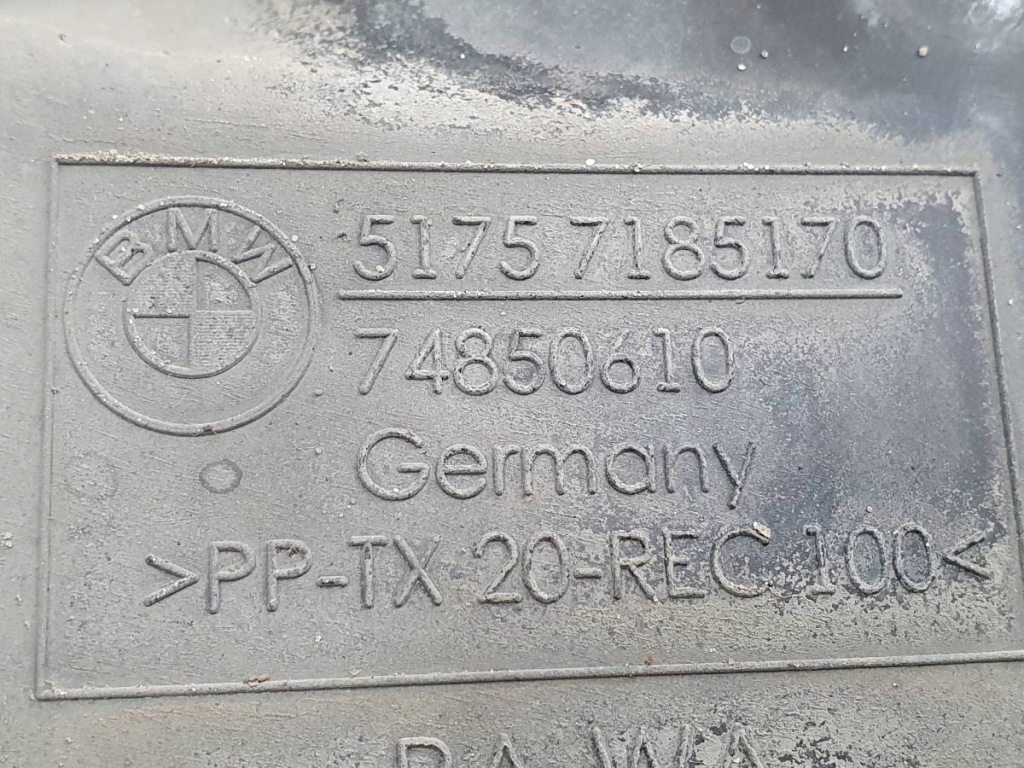 BMW
5175 7185170
74850610
Germany
>PP-TX 20-REC 100<